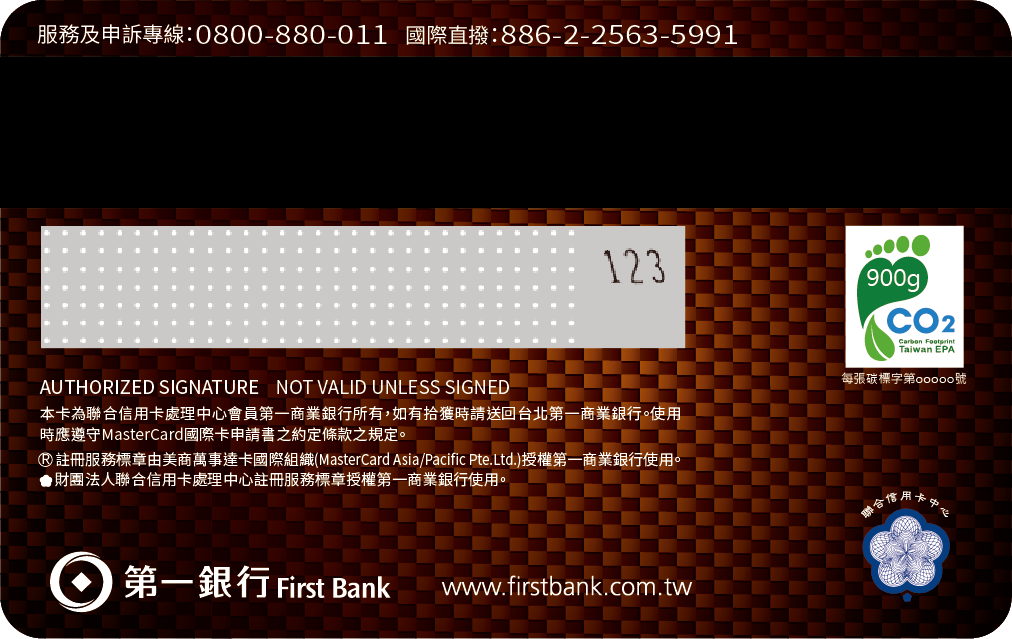 服務及申訴專線：0800-880-011 國際直撥：886-2-2563-5991
123
900g
CO2
Carbon Footprint
Taiwan EPA
每張碳標字第ooooo號
AUTHORIZED SIGNATURE NOT VALID UNLESS SIGNED
本卡為聯合信用卡處理中心會員第一商業銀行所有，如有拾獲時請送回台北第一商業銀行。使用
時應遵守MasterCard國際卡申請書之約定條款之規定。
Ⓡ註冊服務標章由美商萬事達卡國際組織(MasterCard Asia/Pacific Pte.Ltd.)授權第一商業銀行使用。
財團法人聯合信用卡處理中心註冊服務標章授權第一商業銀行使用。
聯合信用卡中心
第一銀行 First Bank
www.firstbank.com.tw